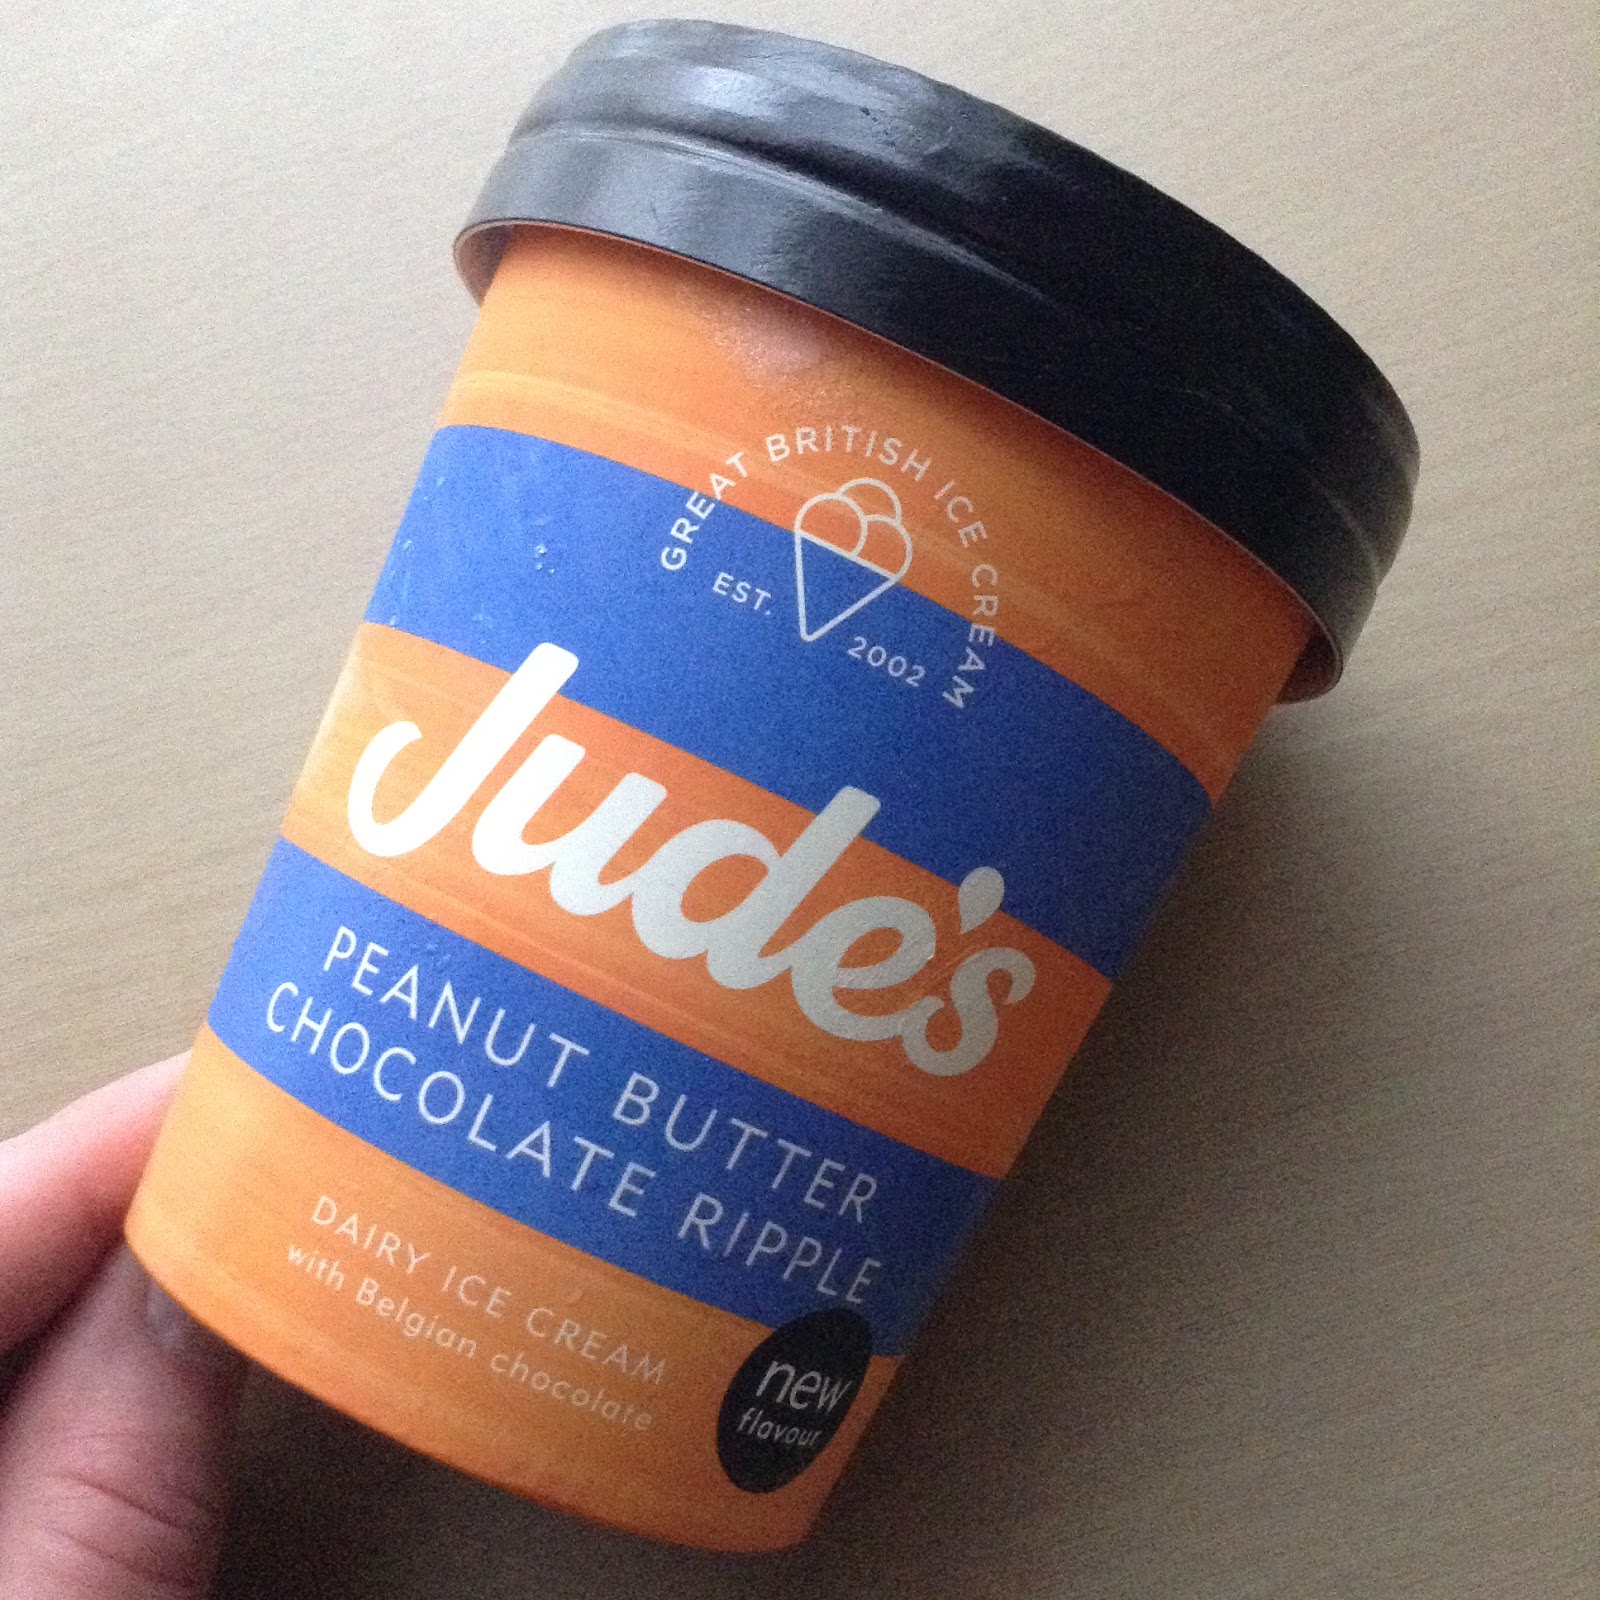 GREAT BRITISH ICE CREAM
EST. 2002
Jude's
PEANUT BUTTER
CHOCOLATE RIPPLE
DAIRY ICE CREAM
with Belgian chocolate
new
flavour